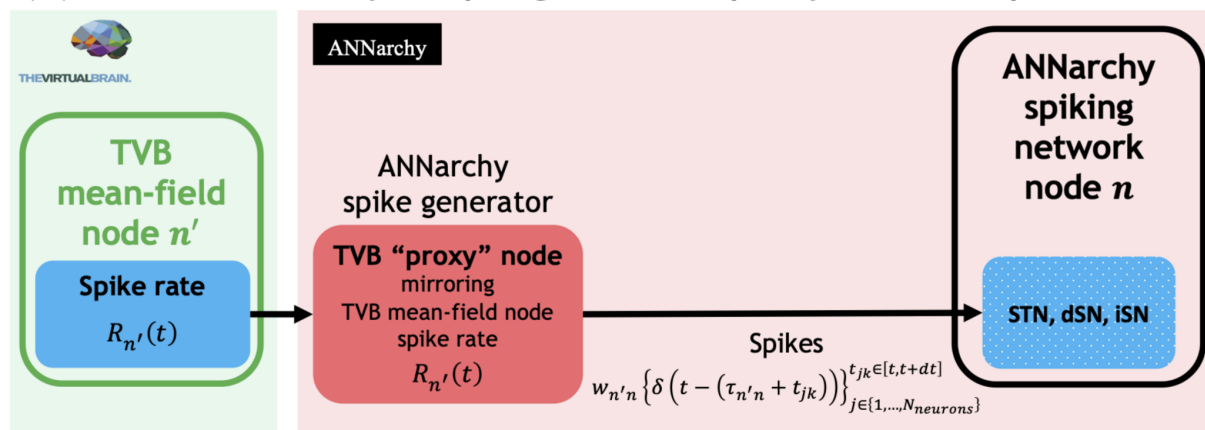 THEVIRTUALBRAIN.
ANNarchy
TVB
mean-field
node n′
Spike rate
R_{n′}(t)
ANNarchy
spike generator
TVB “proxy” node
mirroring
TVB mean-field node
spike rate
R_{n′}(t)
Spikes
w_{n′n} {δ(t − (τ_{n′n} + t_{jk}))}^{t_{jk}∈[t,t+dt]}_{j∈{1,…,N_{neurons}}}
ANNarchy
spiking
network
node n
STN, dSN, iSN